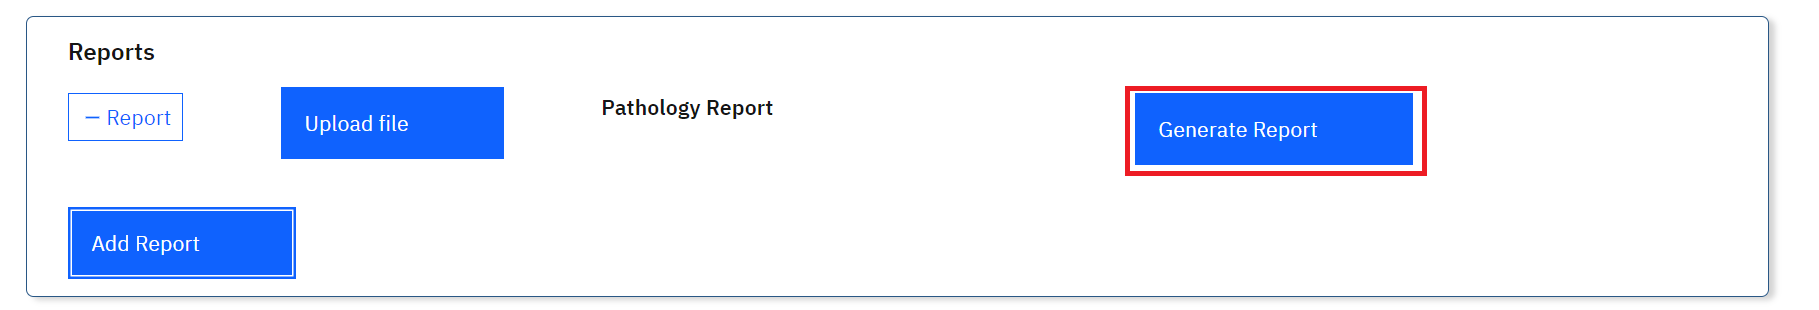 Reports
— Report
Upload file
Pathology Report
Generate Report
Add Report